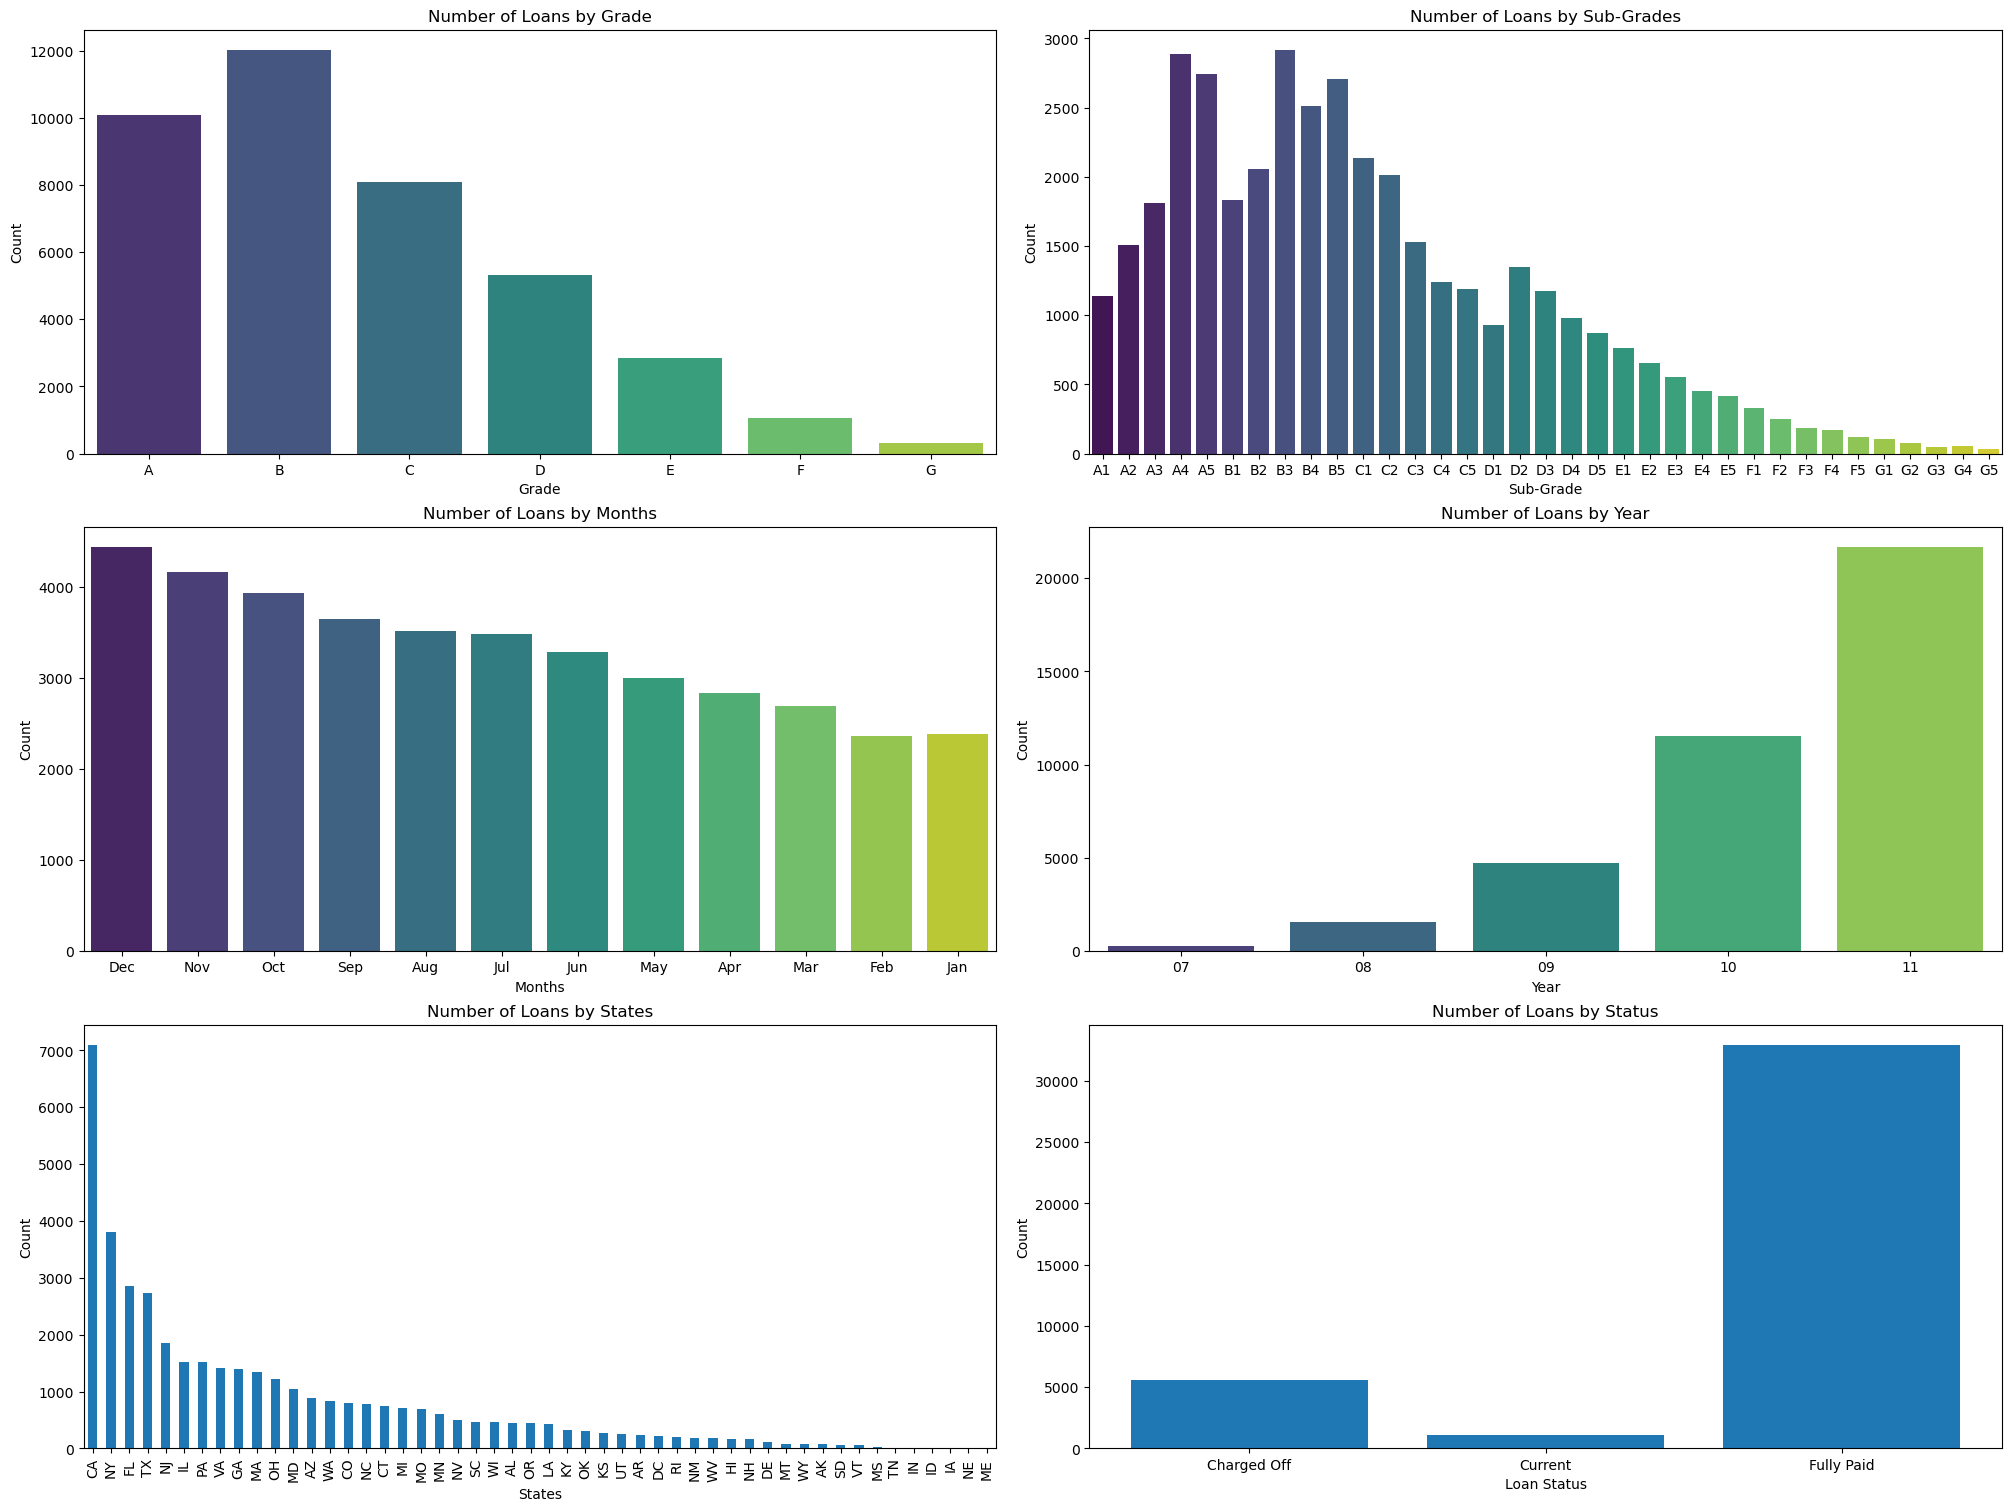 Number of Loans by Grade
12000
10000
8000
6000
4000
2000
0
Count
A B C D E F G
Grade
Number of Loans by Sub-Grades
3000
2500
2000
1500
1000
500
0
Count
A1 A2 A3 A4 A5 B1 B2 B3 B4 B5 C1 C2 C3 C4 C5 D1 D2 D3 D4 D5 E1 E2 E3 E4 E5 F1 F2 F3 F4 F5 G1 G2 G3 G4 G5
Sub-Grade
Number of Loans by Months
4000
3000
2000
1000
0
Count
Dec Nov Oct Sep Aug Jul Jun May Apr Mar Feb Jan
Months
Number of Loans by Year
20000
15000
10000
5000
0
Count
07 08 09 10 11
Year
Number of Loans by States
7000
6000
5000
4000
3000
2000
1000
0
Count
CA NY FL TX NJ IL PA VA GA MA OH MD AZ WA CO NC CT MI MO MN NV SC WI AL OR LA KY OK KS UT AR DC RI NM WV HI NH DE MT WY AK SD VT MS TN IN ID IA NE ME
States
Number of Loans by Status
30000
25000
20000
15000
10000
5000
0
Count
Charged Off Current Fully Paid
Loan Status